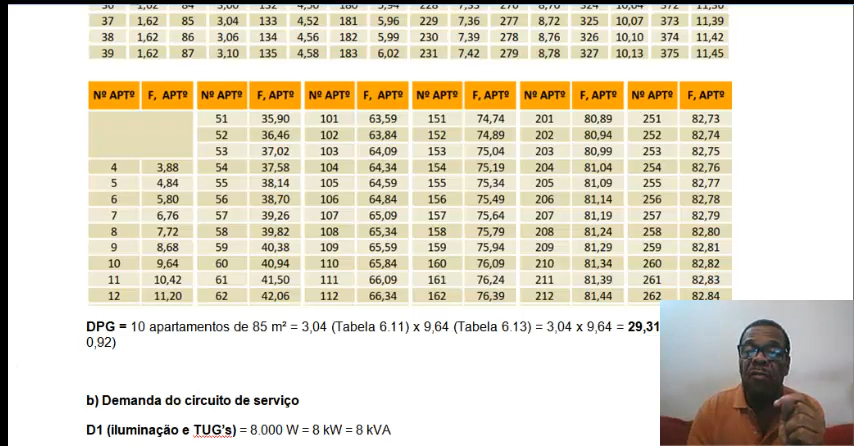 37 1,62 85 3,04 133 4,52 181 5,96 229 7,36 277 8,72 325 10,07 373 11,39
38 1,62 86 3,06 134 4,56 182 5,99 230 7,39 278 8,76 326 10,10 374 11,42
39 1,62 87 3,10 135 4,58 183 6,02 231 7,42 279 8,78 327 10,13 375 11,45
Nº APTº F, APTº Nº APTº F, APTº Nº APTº F, APTº Nº APTº F, APTº Nº APTº F, APTº Nº APTº F, APTº
51 35,90 101 63,59 151 74,74 201 80,89 251 82,73
52 36,46 102 63,84 152 74,89 202 80,94 252 82,74
53 37,02 103 64,09 153 75,04 203 80,99 253 82,75
4 3,88 54 37,58 104 64,34 154 75,19 204 81,04 254 82,76
5 4,84 55 38,14 105 64,59 155 75,34 205 81,09 255 82,77
6 5,80 56 38,70 106 64,84 156 75,49 206 81,14 256 82,78
7 6,76 57 39,26 107 65,09 157 75,64 207 81,19 257 82,79
8 7,72 58 39,82 108 65,34 158 75,79 208 81,24 258 82,80
9 8,68 59 40,38 109 65,59 159 75,94 209 81,29 259 82,81
10 9,64 60 40,94 110 65,84 160 76,09 210 81,34 260 82,82
11 10,42 61 41,50 111 66,09 161 76,24 211 81,39 261 82,83
12 11,20 62 42,06 112 66,34 162 76,39 212 81,44 262 82,84
DPG = 10 apartamentos de 85 m² = 3,04 (Tabela 6.11) x 9,64 (Tabela 6.13) = 3,04 x 9,64 = 29,31
0,92)
b) Demanda do circuito de serviço
D1 (iluminação e TUG's) = 8.000 W = 8 kW = 8 kVA